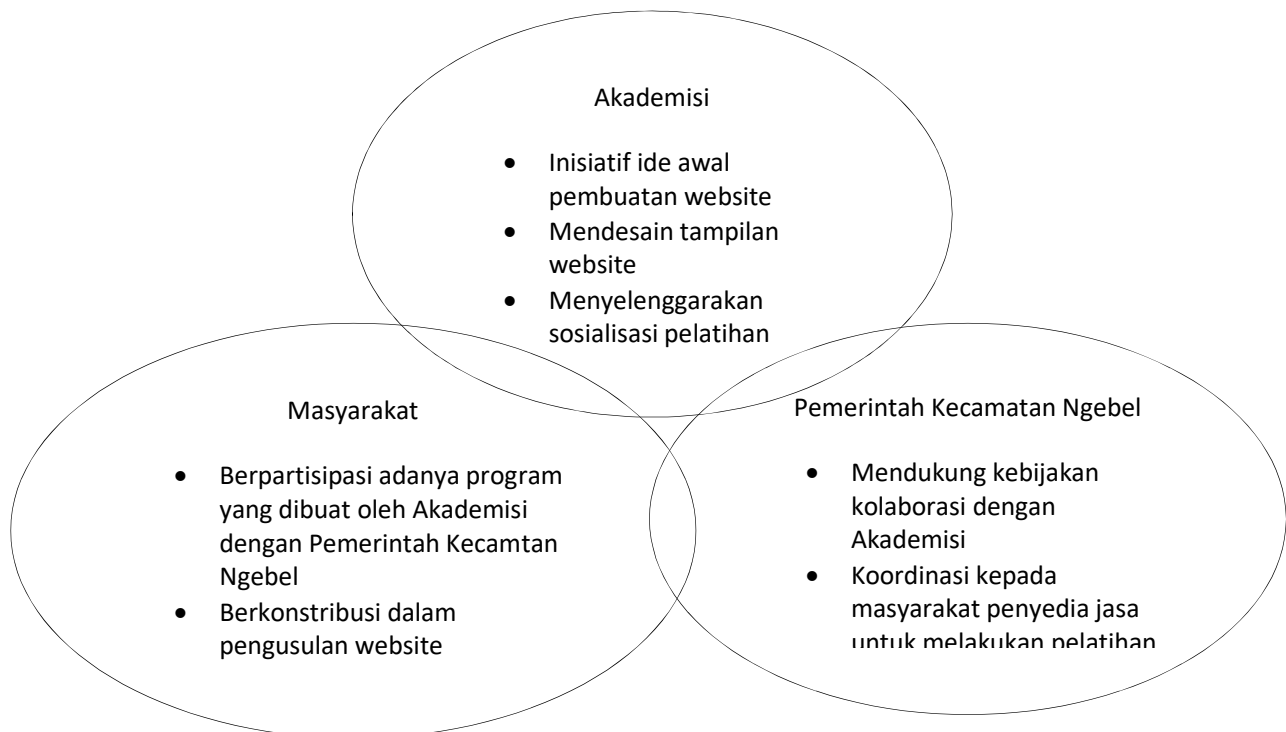 Akademisi
• Inisiatif ide awal
pembuatan website
• Mendesain tampilan
website
• Menyelenggarakan
sosialisasi pelatihan
Masyarakat
• Berpartisipasi adanya program
yang dibuat oleh Akademisi
dengan Pemerintah Kecamtan
Ngebel
• Berkonstribusi dalam
pengusulan website
Pemerintah Kecamatan Ngebel
• Mendukung kebijakan
kolaborasi dengan
Akademisi
• Koordinasi kepada
masyarakat penyedia jasa
untuk melakukan pelatihan